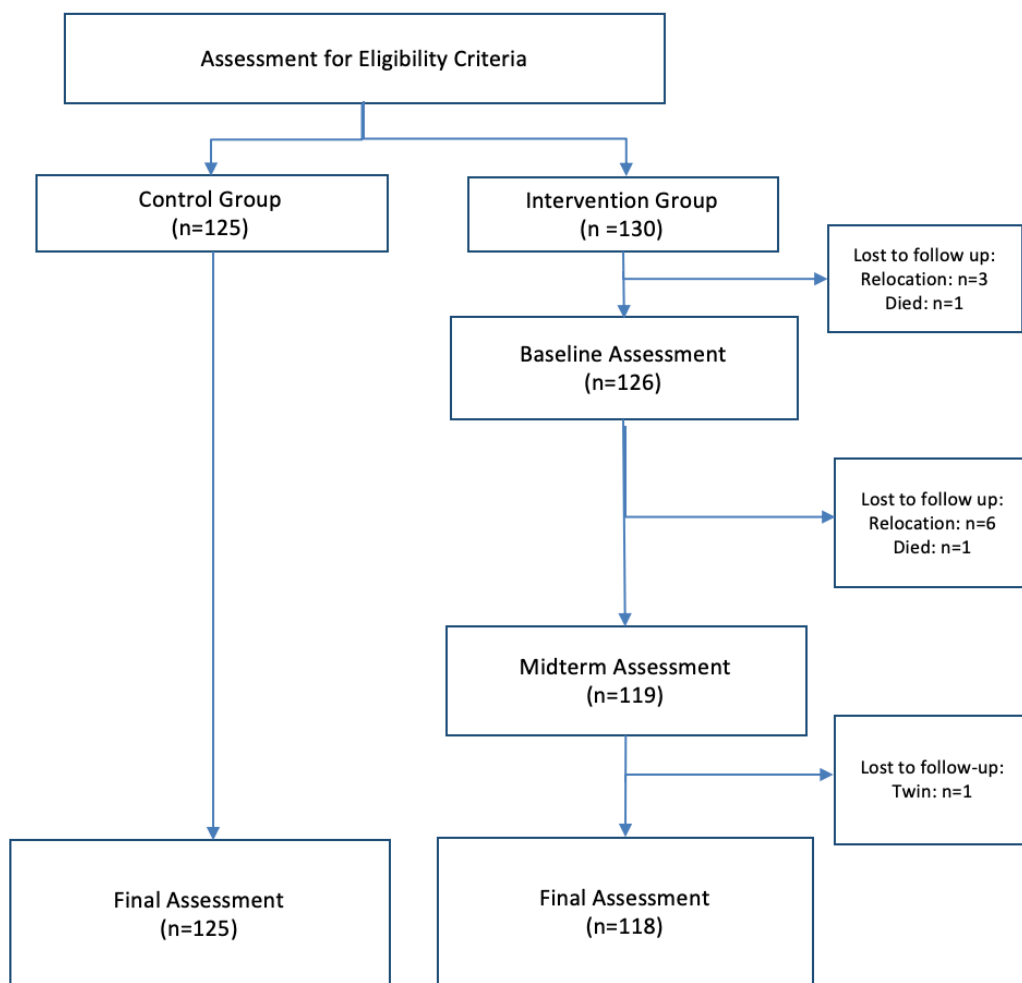 Assessment for Eligibility Criteria
Control Group
(n=125)
Intervention Group
(n =130)
Lost to follow up:
Relocation: n=3
Died: n=1
Baseline Assessment
(n=126)
Lost to follow up:
Relocation: n=6
Died: n=1
Midterm Assessment
(n=119)
Lost to follow-up:
Twin: n=1
Final Assessment
(n=125)
Final Assessment
(n=118)